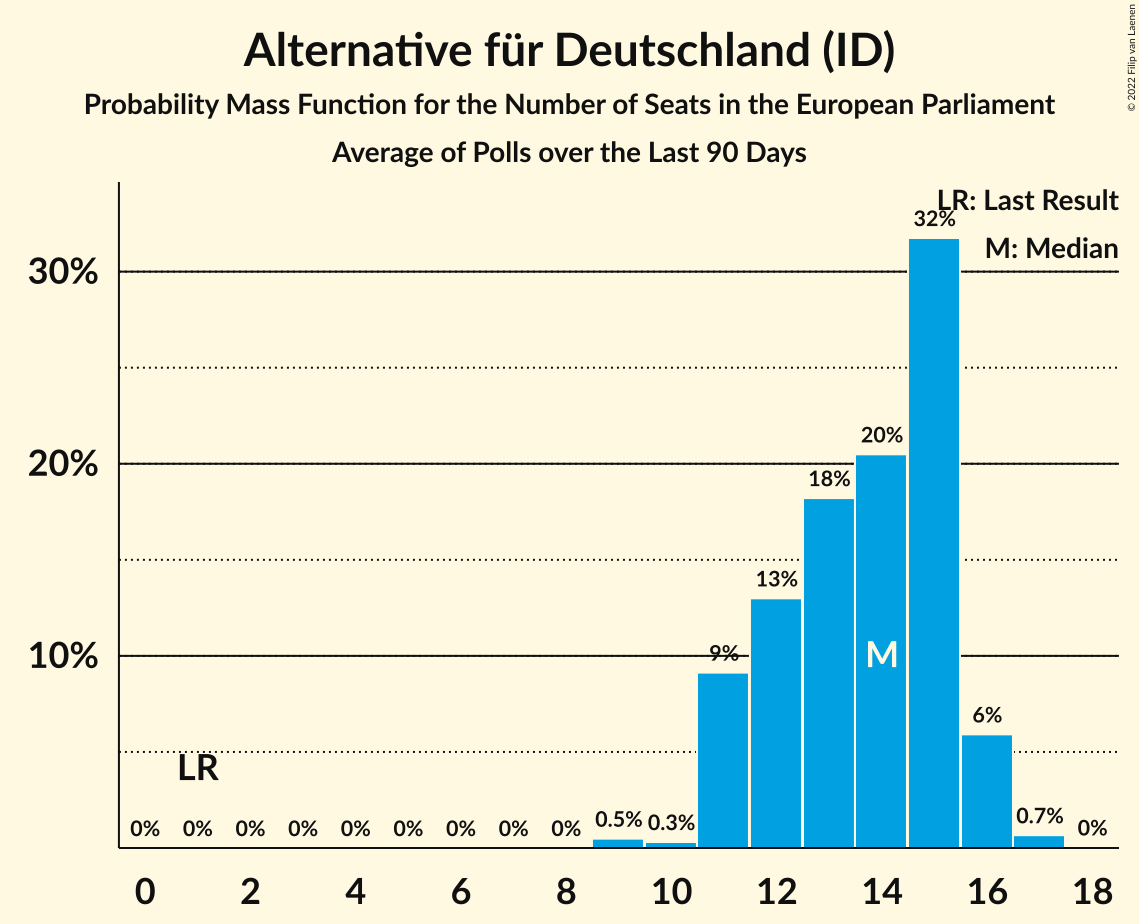 Alternative für Deutschland (ID)
Probability Mass Function for the Number of Seats in the European Parliament
Average of Polls over the Last 90 Days
© 2022 Filip van Laenen
LR: Last Result
M: Median
30%
20%
10%
0%
0%
0%
0%
0%
0%
0%
0%
0%
0.5%
0.3%
9%
13%
18%
20%
32%
6%
0.7%
0%
LR
M
0 2 4 6 8 10 12 14 16 18